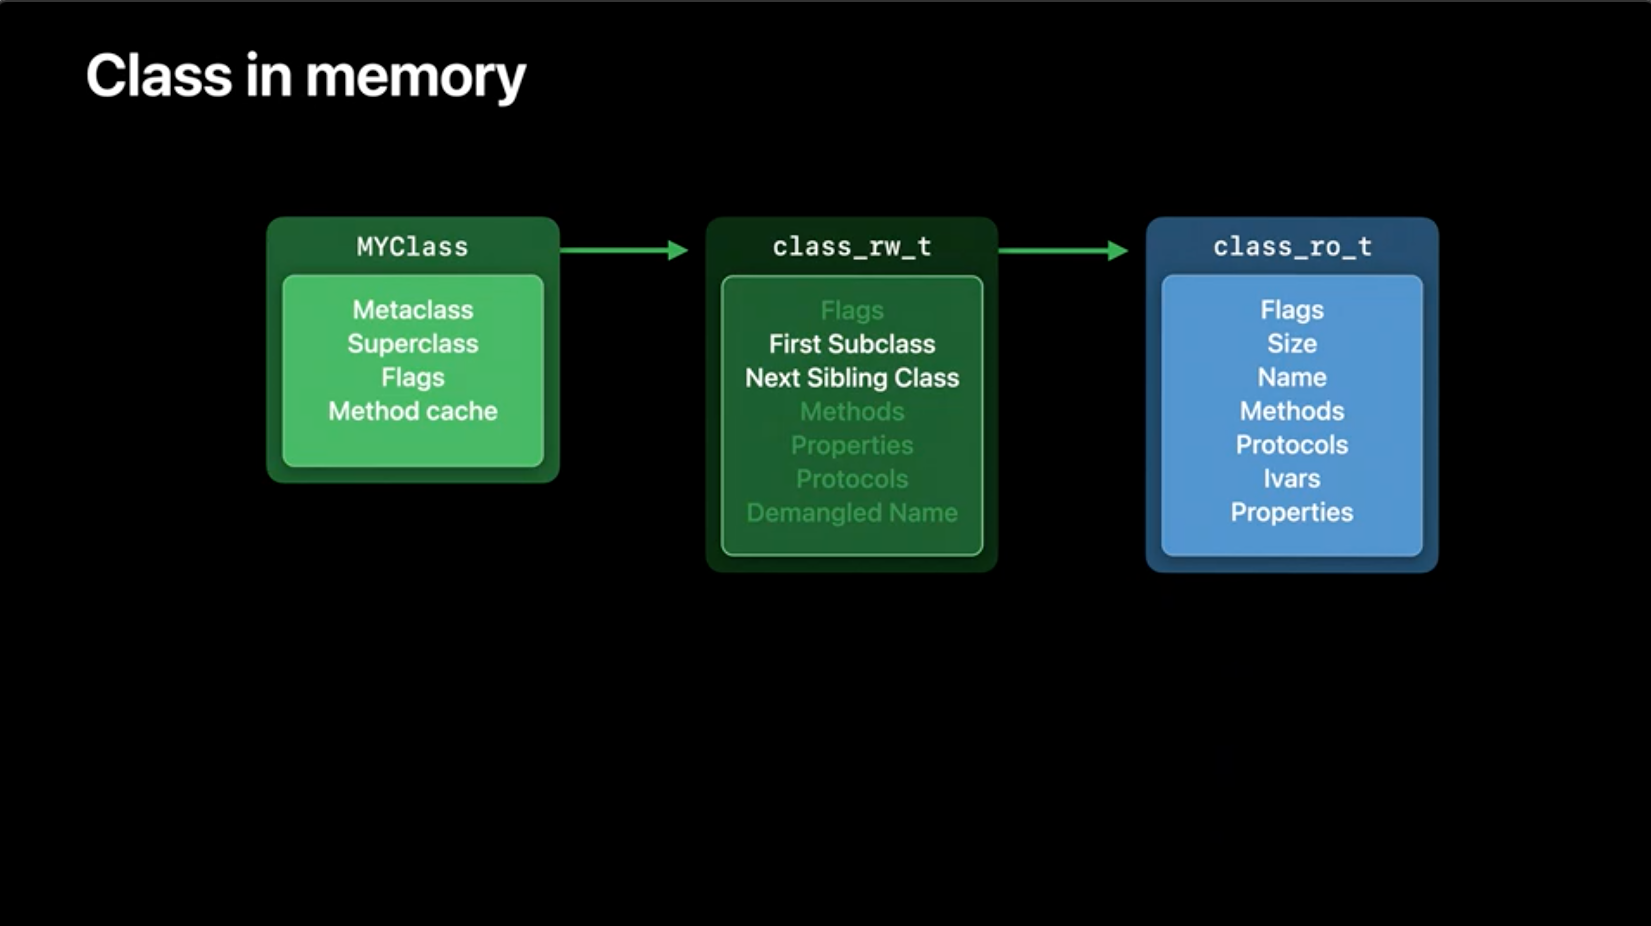 Class in memory
MYClass
Metaclass
Superclass
Flags
Method cache
class_rw_t
Flags
First Subclass
Next Sibling Class
Methods
Properties
Protocols
Demangled Name
class_ro_t
Flags
Size
Name
Methods
Protocols
Ivars
Properties